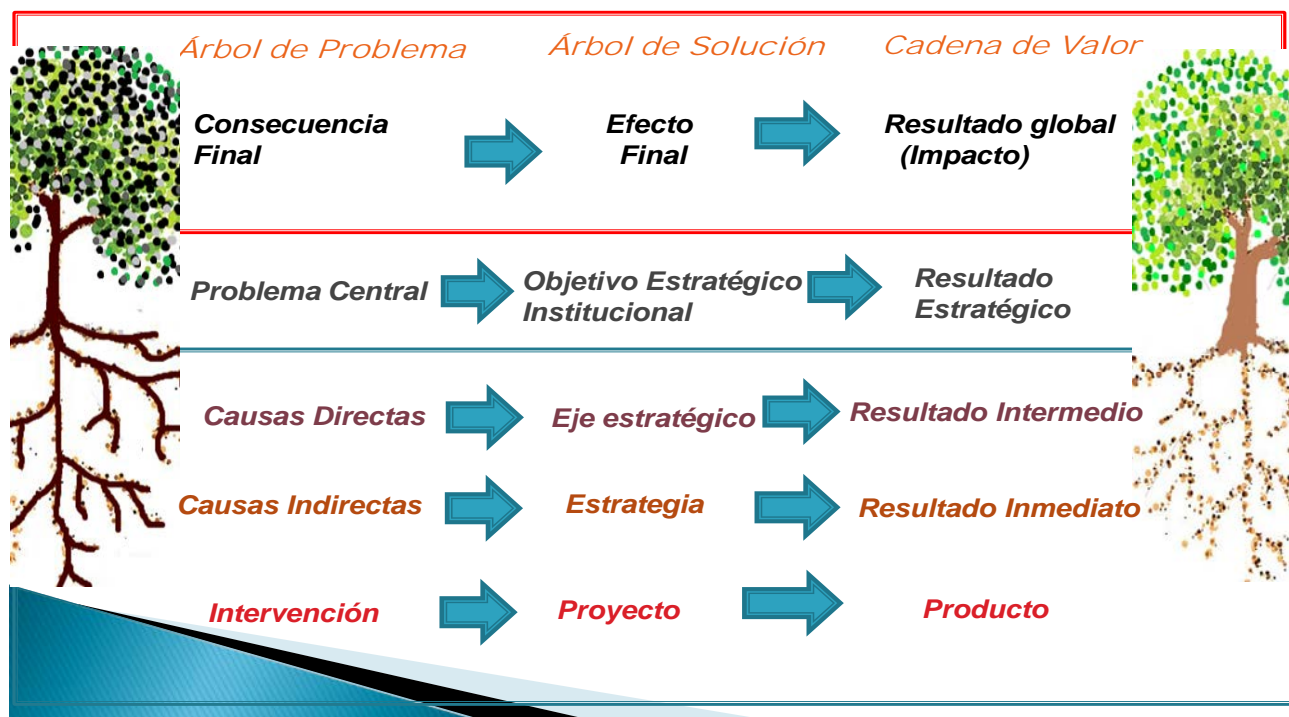 Árbol de Problema
Árbol de Solución
Cadena de Valor
Consecuencia
Final
Efecto
Final
Resultado global
(Impacto)
Problema Central
Objetivo Estratégico
Institucional
Resultado
Estratégico
Causas Directas
Eje estratégico
Resultado Intermedio
Causas Indirectas
Estrategia
Resultado Inmediato
Intervención
Proyecto
Producto